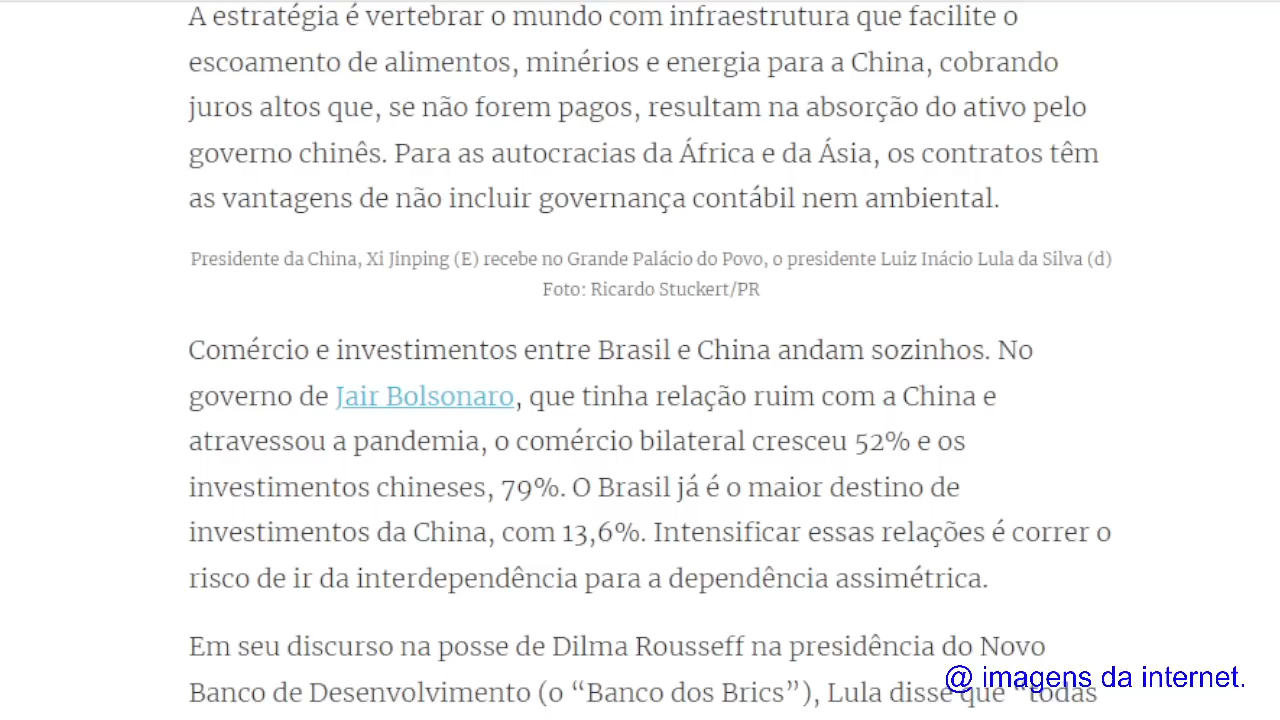 A estratégia é vertebrar o mundo com infraestrutura que facilite o
escoamento de alimentos, minérios e energia para a China, cobrando
juros altos que, se não forem pagos, resultam na absorção do ativo pelo
governo chinês. Para as autocracias da África e da Ásia, os contratos têm
as vantagens de não incluir governança contábil nem ambiental.
Presidente da China, Xi Jinping (E) recebe no Grande Palácio do Povo, o presidente Luiz Inácio Lula da Silva (d)
Foto: Ricardo Stuckert/PR
Comércio e investimentos entre Brasil e China andam sozinhos. No
governo de Jair Bolsonaro, que tinha relação ruim com a China e
atravessou a pandemia, o comércio bilateral cresceu 52% e os
investimentos chineses, 79%. O Brasil já é o maior destino de
investimentos da China, com 13,6%. Intensificar essas relações é correr o
risco de ir da interdependência para a dependência assimétrica.
Em seu discurso na posse de Dilma Rousseff na presidência do Novo
Banco de Desenvolvimento (o “Banco dos Brics”), Lula disse que “todas
@ imagens da internet.